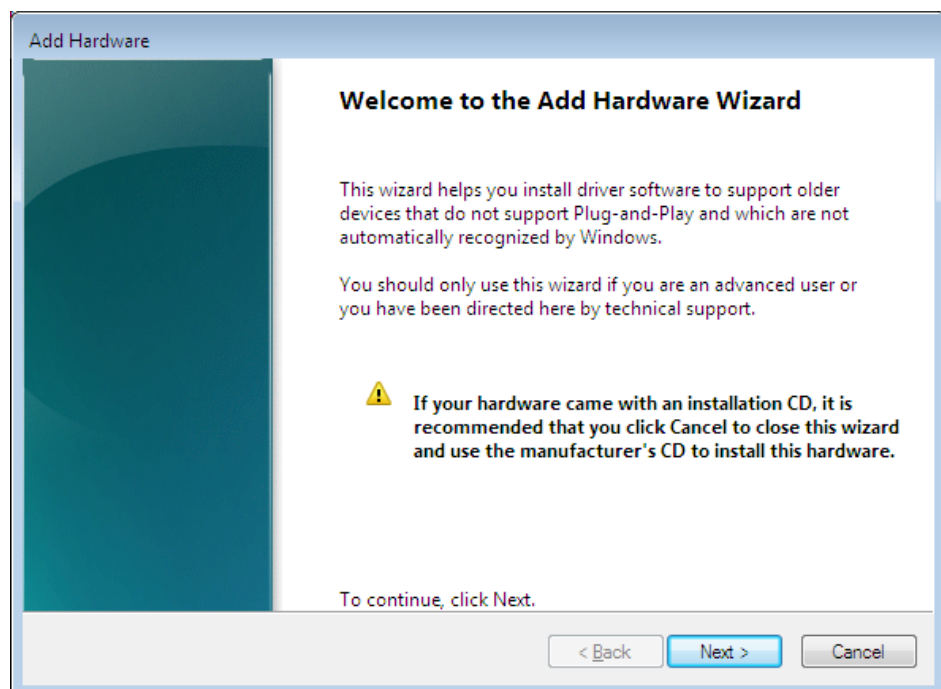 Add Hardware
Welcome to the Add Hardware Wizard
This wizard helps you install driver software to support older
devices that do not support Plug-and-Play and which are not
automatically recognized by Windows.
You should only use this wizard if you are an advanced user or
you have been directed here by technical support.
If your hardware came with an installation CD, it is
recommended that you click Cancel to close this wizard
and use the manufacturer's CD to install this hardware.
To continue, click Next.
< Back Next > Cancel